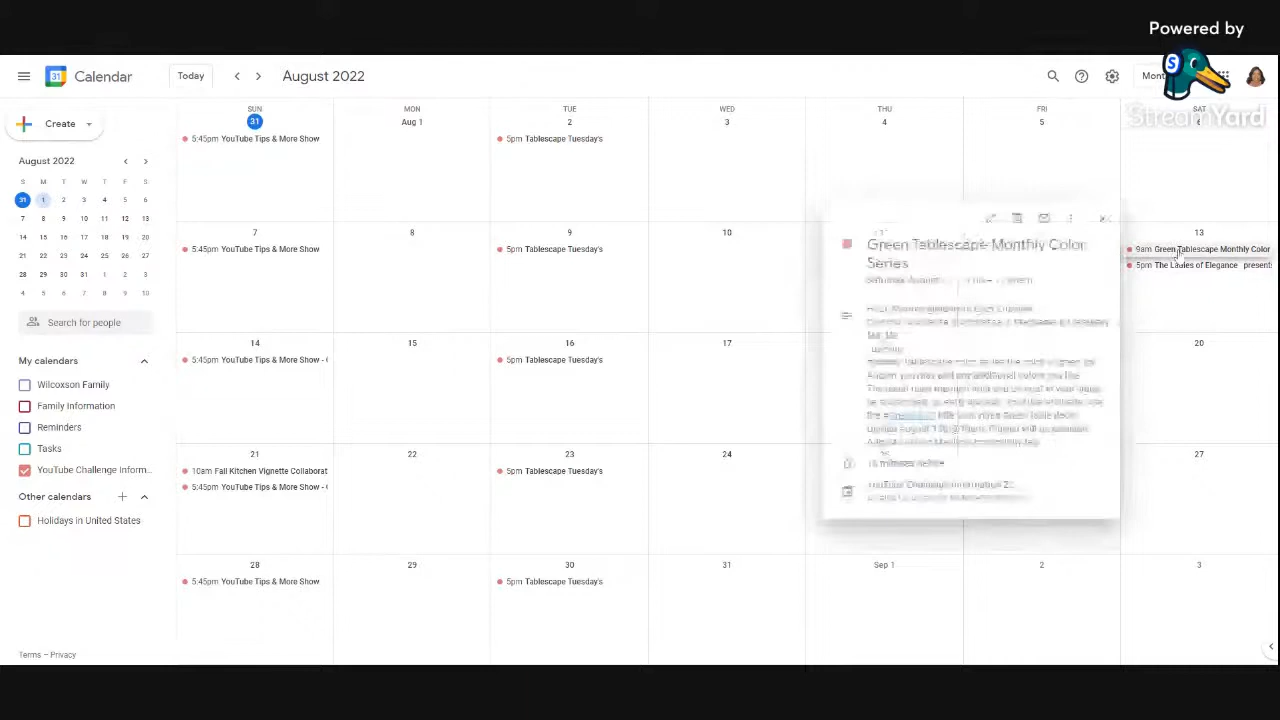 Powered by
StreamYard
Calendar
Today
August 2022
Create
August 2022
S M T W T F S
31 1 2 3 4 5 6
7 8 9 10 11 12 13
14 15 16 17 18 19 20
21 22 23 24 25 26 27
28 29 30 31 1 2 3
4 5 6 7 8 9 10
Search for people
My calendars
Wilcoxson Family
Family Information
Reminders
Tasks
YouTube Challenge Inform...
Other calendars
Holidays in United States
Terms – Privacy
SUN MON TUE WED THU FRI SAT
31 Aug 1 2 3 4 5
5:45pm YouTube Tips & More Show
5pm Tablescape Tuesday's
7 8 9 10 13
5:45pm YouTube Tips & More Show
5pm Tablescape Tuesday's
9am Green Tablescape Monthly Color
5pm The Ladies of Elegance presents
14 15 16 17 20
5:45pm YouTube Tips & More Show - (
5pm Tablescape Tuesday's
21 22 23 24 27
10am Fall Kitchen Vignette Collaborat
5:45pm YouTube Tips & More Show - (
5pm Tablescape Tuesday's
28 29 30 31 Sep 1 2 3
5:45pm YouTube Tips & More Show
5pm Tablescape Tuesday's
Green Tablescape Monthly Color
Series